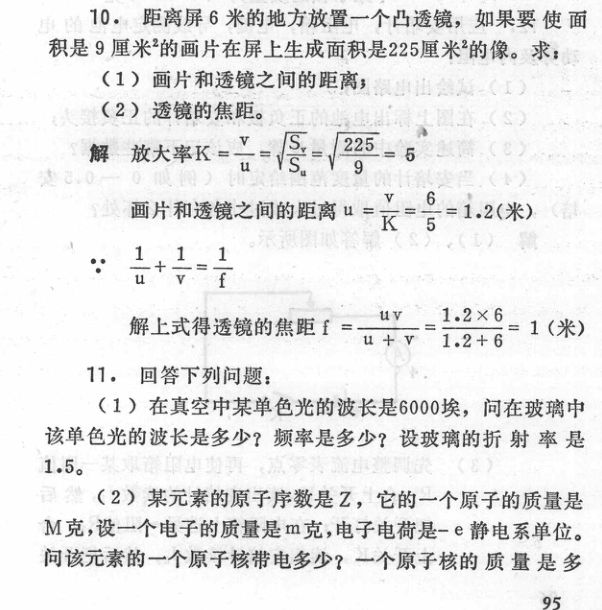 10. 距离屏6米的地方放置一个凸透镜，如果要使面
积是9厘米²的画片在屏上生成面积是225厘米²的像。求：
（1）画片和透镜之间的距离；
（2）透镜的焦距。
解 放大率K=v/u=√(Sᵥ/Sᵤ)=√(225/9)=5
画片和透镜之间的距离u=v/K=6/5=1.2(米)
∵ 1/u+1/v=1/f
解上式得透镜的焦距f=uv/(u+v)=(1.2×6)/(1.2+6)=1(米)
11. 回答下列问题：
（1）在真空中某单色光的波长是6000埃，问在玻璃中
该单色光的波长是多少？频率是多少？设玻璃的折射率是
1.5。
（2）某元素的原子序数是Z，它的一个原子的质量是
M克，设一个电子的质量是m克，电子电荷是-e静电系单位。
问该元素的一个原子核带电多少？一个原子核的质量是多
95